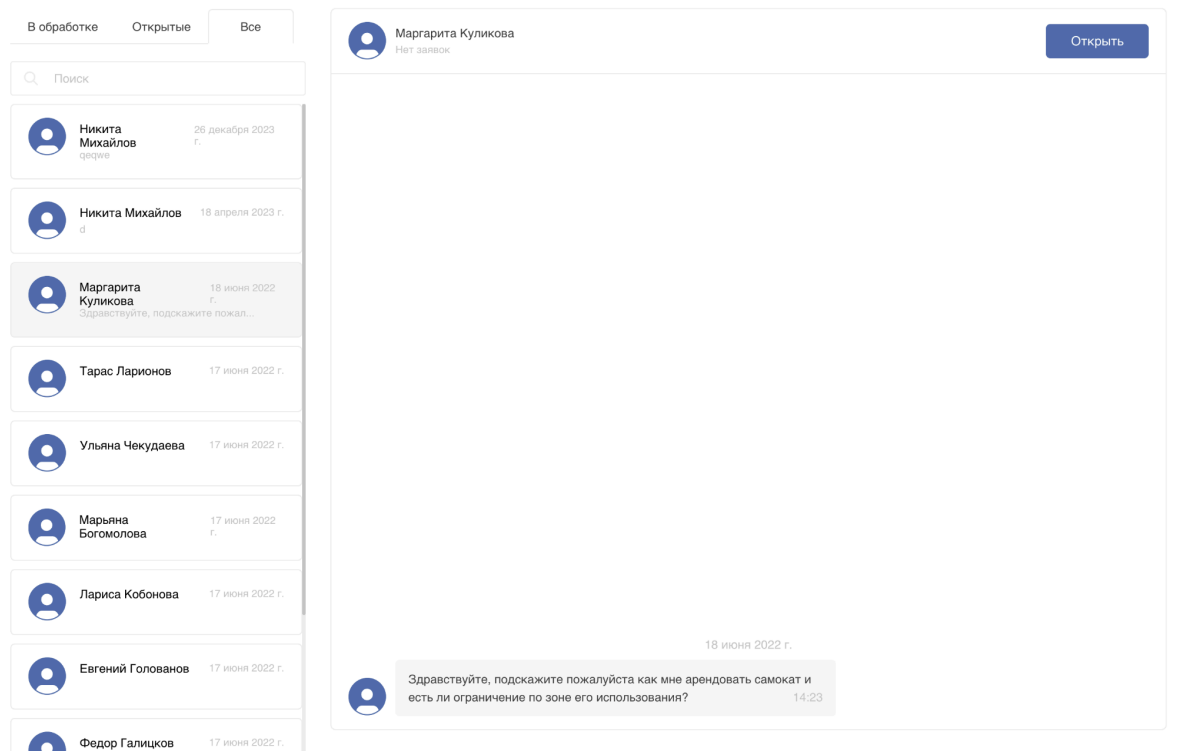 В обработке
Открытые
Все
Поиск
Никита
Михайлов
26 декабря 2023
г.
qeqwe
Никита Михайлов
18 апреля 2023 г.
d
Маргарита
Куликова
18 июня 2022
г.
Здравствуйте, подскажите пожал...
Тарас Ларионов
17 июня 2022 г.
Ульяна Чекудаева
17 июня 2022 г.
Марьяна
Богомолова
17 июня 2022
г.
Лариса Кобонова
17 июня 2022 г.
Евгений Голованов
17 июня 2022 г.
Федор Галицков
17 июня 2022 г.
Маргарита Куликова
Нет заявок
Открыть
18 июня 2022 г.
Здравствуйте, подскажите пожалуйста как мне арендовать самокат и
есть ли ограничение по зоне его использования?
14:23